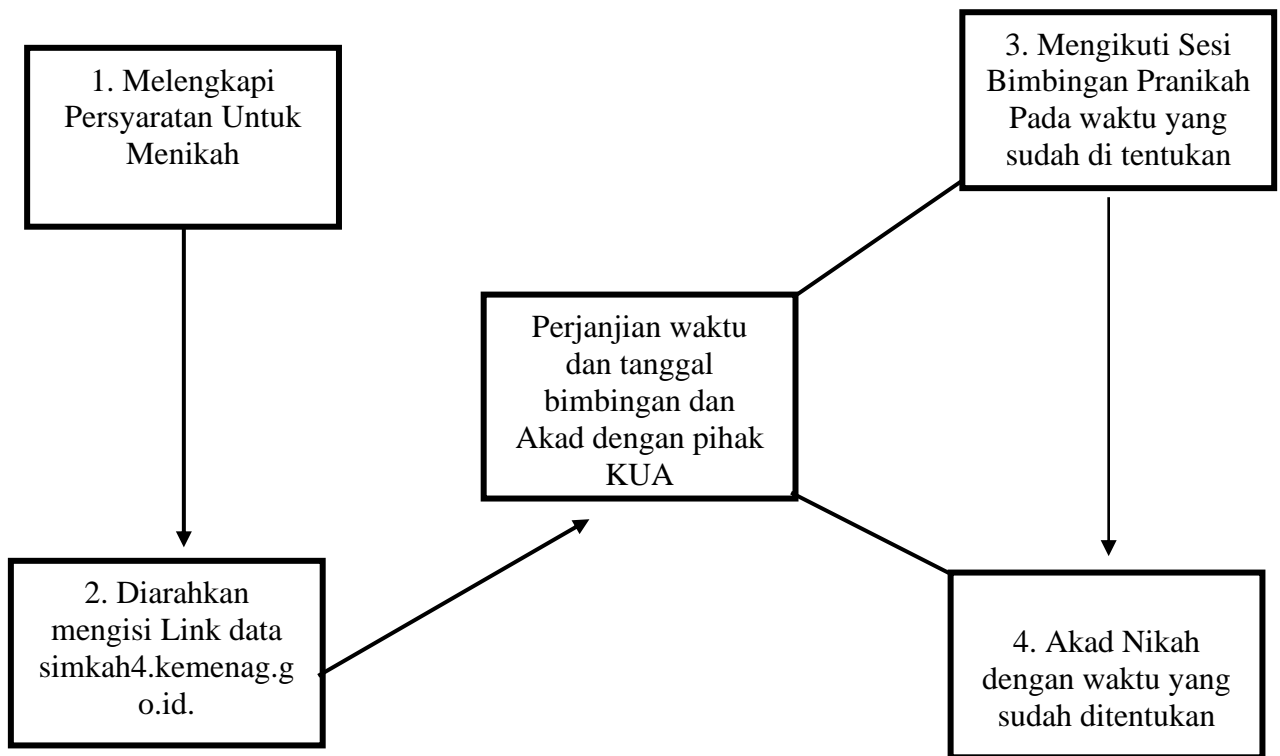 1. Melengkapi
Persyaratan Untuk
Menikah
2. Diarahkan
mengisi Link data
simkah4.kemenag.g
o.id.
Perjanjian waktu
dan tanggal
bimbingan dan
Akad dengan pihak
KUA
3. Mengikuti Sesi
Bimbingan Pranikah
Pada waktu yang
sudah di tentukan
4. Akad Nikah
dengan waktu yang
sudah ditentukan